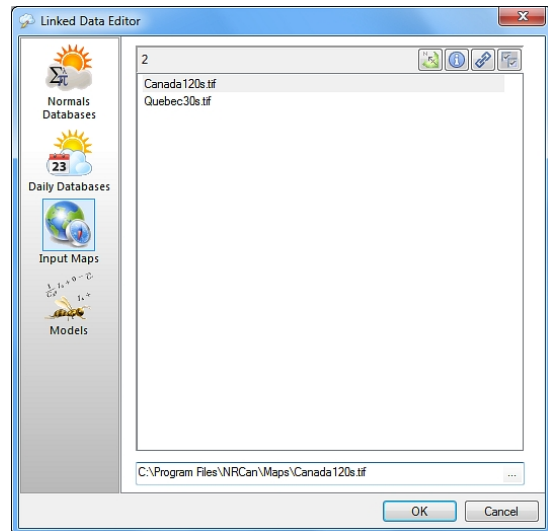 Linked Data Editor
2
Canada120s.tif
Quebec30s.tif
Normals
Databases
23
Daily Databases
Input Maps
Models
C:\Program Files\NRCan\Maps\Canada120s.tif
...
OK
Cancel